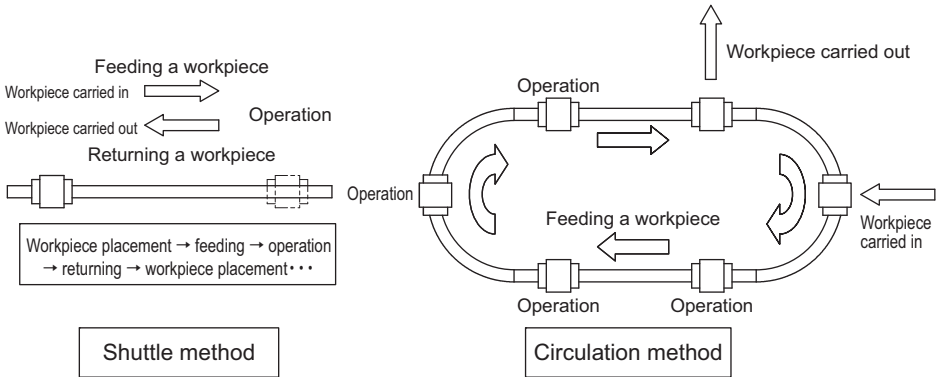 Feeding a workpiece
Workpiece carried in
Workpiece carried out
Operation
Returning a workpiece
Workpiece placement → feeding → operation
→ returning → workpiece placement・・・
Shuttle method
Workpiece carried out
Operation
Operation
Feeding a workpiece
Workpiece
carried in
Operation
Operation
Circulation method